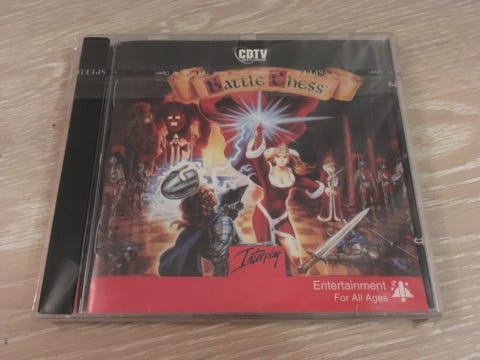 CDTV
Battle Chess
Interplay
Entertainment
For All Ages